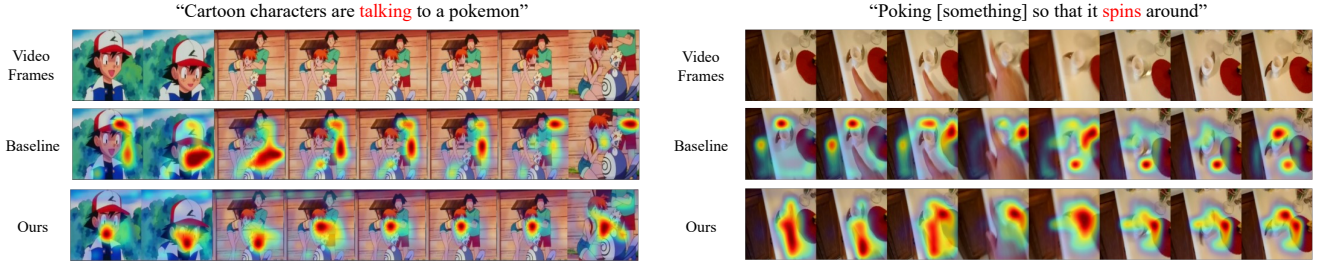 “Cartoon characters are talking to a pokemon”
Video
Frames
Baseline
Ours
“Poking [something] so that it spins around”
Video
Frames
Baseline
Ours